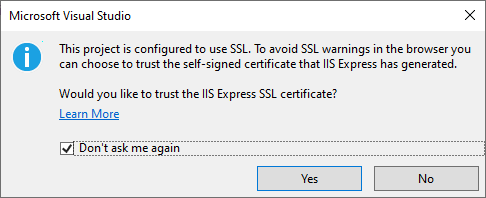 Microsoft Visual Studio
This project is configured to use SSL. To avoid SSL warnings in the browser you
can choose to trust the self-signed certificate that IIS Express has generated.
Would you like to trust the IIS Express SSL certificate?
Learn More
Don't ask me again
Yes
No